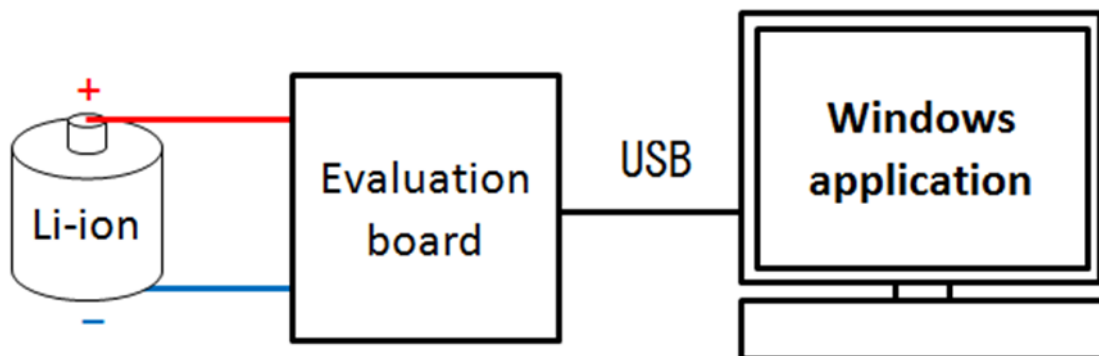 +
Li-ion
−
Evaluation
board
USB
Windows
application